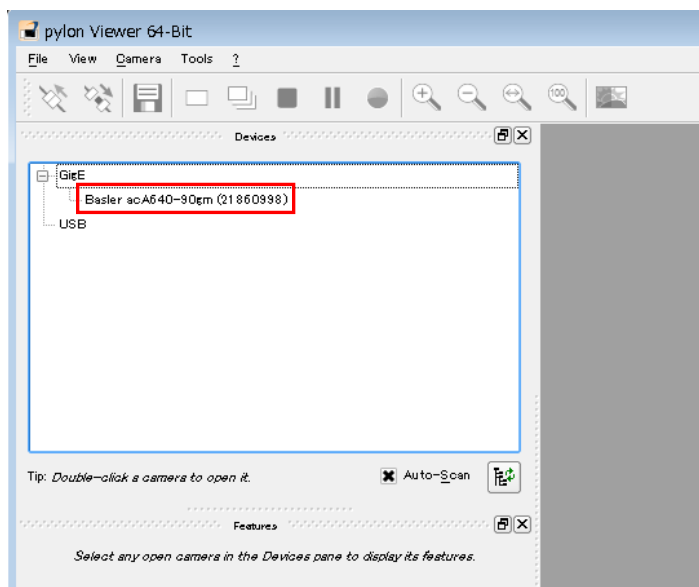 pylon Viewer 64-Bit
File View Camera Tools ?
100
Devices
GigE
Basler acA640-90gm (21860998)
USB
Tip: Double-click a camera to open it.
Auto-Scan
Features
Select any open camera in the Devices pane to display its features.